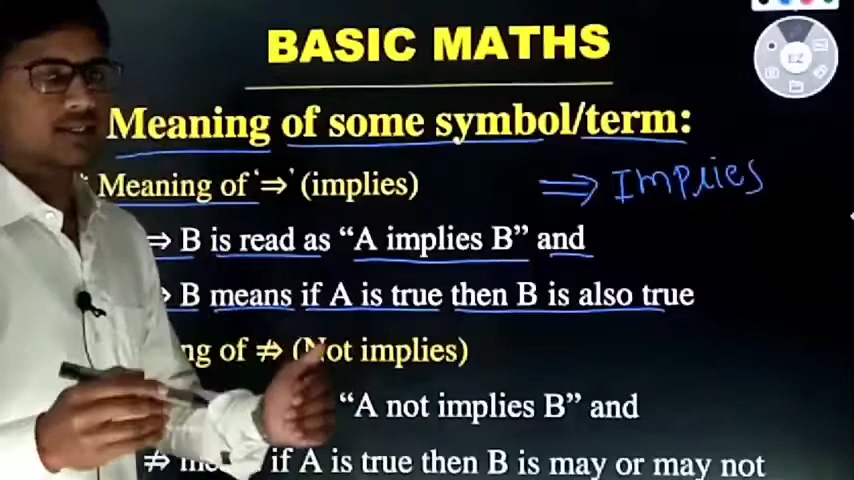 BASIC MATHS
Meaning of some symbol/term:
Meaning of '⇒' (implies)
⇒ Implies
⇒ B is read as “A implies B” and
B means if A is true then B is also true
of ⇏ (Not implies)
“A not implies B” and
⇏ if A is true then B is may or may not
EZ